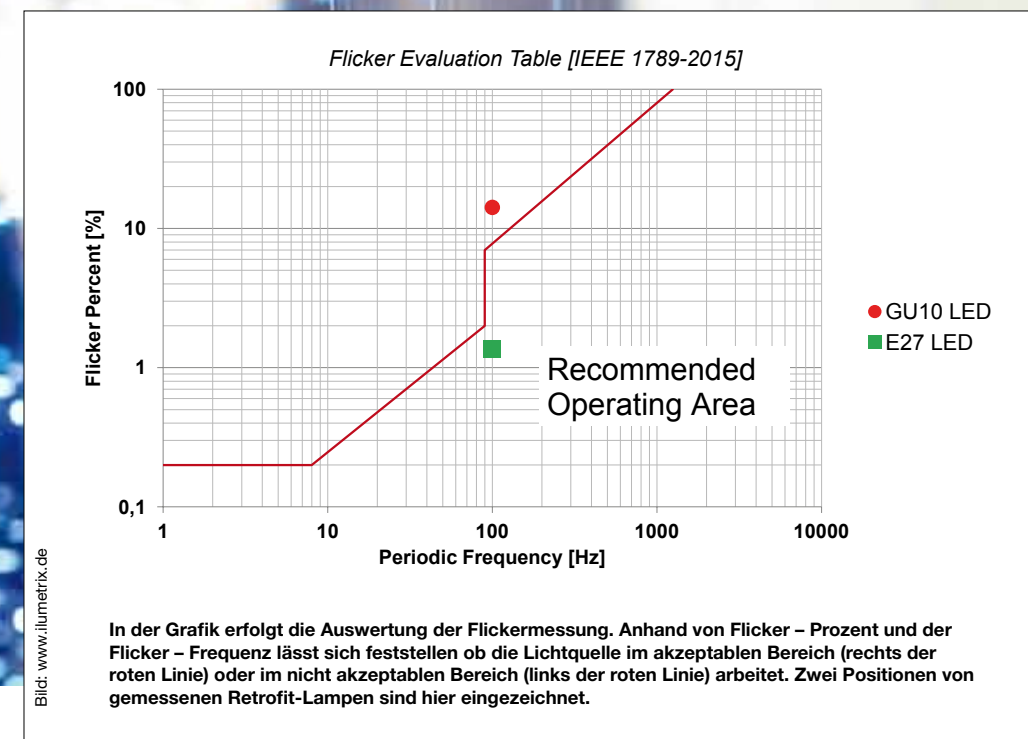 Flicker Evaluation Table [IEEE 1789-2015]
100
10
1
0,1
Flicker Percent [%]
1
10
100
1000
10000
Periodic Frequency [Hz]
Recommended
Operating Area
GU10 LED
E27 LED
Bild: www.ilumetrix.de
In der Grafik erfolgt die Auswertung der Flickermessung. Anhand von Flicker – Prozent und der
Flicker – Frequenz lässt sich feststellen ob die Lichtquelle im akzeptablen Bereich (rechts der
roten Linie) oder im nicht akzeptablen Bereich (links der roten Linie) arbeitet. Zwei Positionen von
gemessenen Retrofit-Lampen sind hier eingezeichnet.